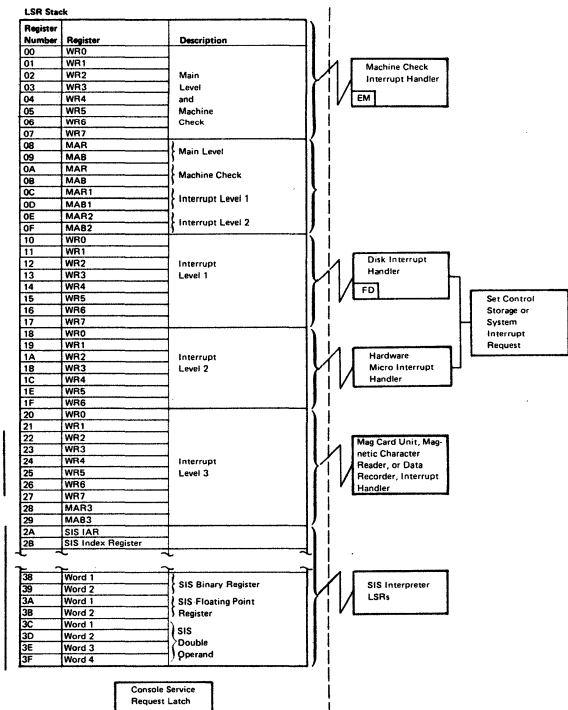 LSR Stack
Register
Number Register Description
00 WR0
01 WR1
02 WR2 Main
03 WR3 Level
04 WR4 and
05 WR5 Machine
06 WR6 Check
07 WR7
08 MAR
09 MAB
Main Level
0A MAR
0B MAB
Machine Check
0C MAR1
0D MAB1
Interrupt Level 1
0E MAR2
0F MAB2
Interrupt Level 2
10 WR0
11 WR1
12 WR2 Interrupt
13 WR3 Level 1
14 WR4
15 WR5
16 WR6
17 WR7
18 WR0
19 WR1
1A WR2 Interrupt
1B WR3 Level 2
1C WR4
1E WR5
1F WR6
20 WR0
21 WR1
22 WR2
23 WR3
24 WR4 Interrupt
25 WR5 Level 3
26 WR6
27 WR7
28 MAR3
29 MAB3
2A SIS IAR
2B SIS Index Register
38 Word 1
39 Word 2
SIS Binary Register
3A Word 1 SIS Floating Point
3B Word 2 Register
3C Word 1 SIS
3D Word 2 Double
3E Word 3 Operand
3F Word 4
Machine Check
Interrupt Handler
EM
Disk Interrupt
Handler
FD
Set Control
Storage or
System
Interrupt
Request
Hardware
Micro Interrupt
Handler
Mag Card Unit, Mag-
netic Character
Reader, or Data
Recorder, Interrupt
Handler
SIS Interpreter
LSRs
Console Service
Request Latch